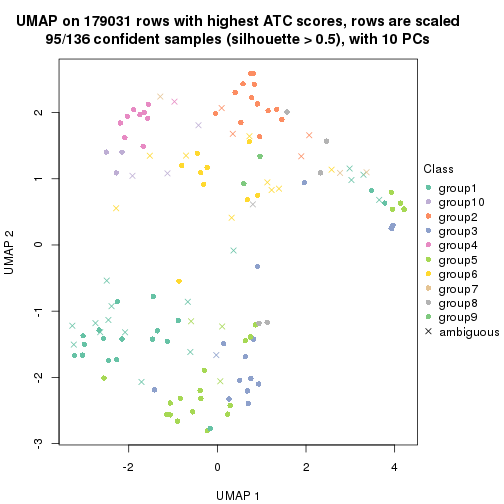 UMAP on 179031 rows with highest ATC scores, rows are scaled
95/136 confident samples (silhouette > 0.5), with 10 PCs
UMAP 2
2
1
0
-1
-2
-3
-2
0
2
4
UMAP 1
Class
group1
group10
group2
group3
group4
group5
group6
group7
group8
group9
ambiguous